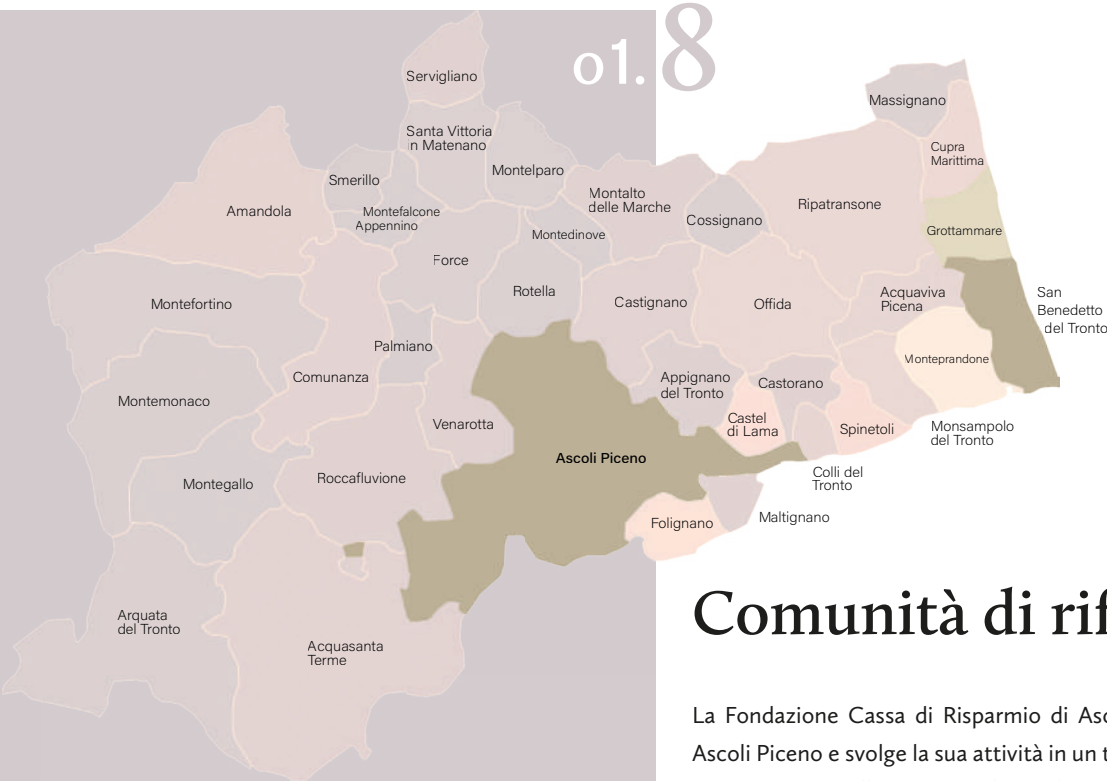 01.8
Servigliano
Massignano
Santa Vittoria
in Matenano
Cupra
Marittima
Montelparo
Smerillo
Montalto
delle Marche
Ripatransone
Amandola
Montefalcone
Appennino
Cossignano
Grottammare
Montedinove
Force
Rotella
Castignano
Offida
Acquaviva
Picena
San
Benedetto
del Tronto
Montefortino
Palmiano
Monteprandone
Comunanza
Appignano
del Tronto
Castorano
Montemonaco
Venarotta
Castel
di Lama
Spinetoli
Monsampolo
del Tronto
Ascoli Piceno
Montegallo
Roccafluvione
Colli del
Tronto
Folignano
Maltignano
Arquata
del Tronto
Acquasanta
Terme
Comunità di rif
La Fondazione Cassa di Risparmio di Asc
Ascoli Piceno e svolge la sua attività in un t